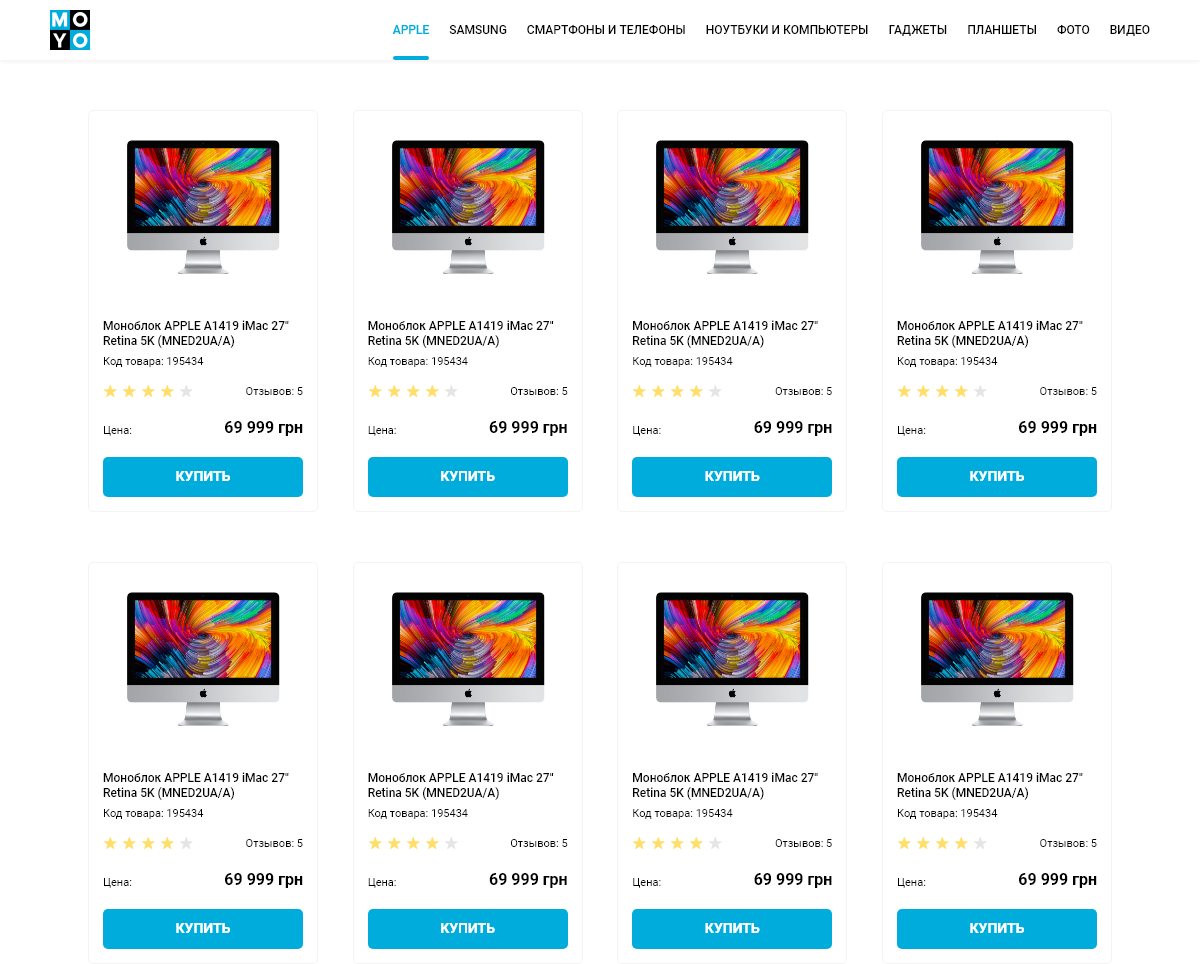 MO
YO
APPLE SAMSUNG СМАРТФОНЫ И ТЕЛЕФОНЫ НОУТБУКИ И КОМПЬЮТЕРЫ ГАДЖЕТЫ ПЛАНШЕТЫ ФОТО ВИДЕО
Моноблок APPLE A1419 iMac 27"
Retina 5K (MNED2UA/A)
Код товара: 195434
Отзывов: 5
Цена: 69 999 грн
КУПИТЬ
Моноблок APPLE A1419 iMac 27"
Retina 5K (MNED2UA/A)
Код товара: 195434
Отзывов: 5
Цена: 69 999 грн
КУПИТЬ
Моноблок APPLE A1419 iMac 27"
Retina 5K (MNED2UA/A)
Код товара: 195434
Отзывов: 5
Цена: 69 999 грн
КУПИТЬ
Моноблок APPLE A1419 iMac 27"
Retina 5K (MNED2UA/A)
Код товара: 195434
Отзывов: 5
Цена: 69 999 грн
КУПИТЬ
Моноблок APPLE A1419 iMac 27"
Retina 5K (MNED2UA/A)
Код товара: 195434
Отзывов: 5
Цена: 69 999 грн
КУПИТЬ
Моноблок APPLE A1419 iMac 27"
Retina 5K (MNED2UA/A)
Код товара: 195434
Отзывов: 5
Цена: 69 999 грн
КУПИТЬ
Моноблок APPLE A1419 iMac 27"
Retina 5K (MNED2UA/A)
Код товара: 195434
Отзывов: 5
Цена: 69 999 грн
КУПИТЬ
Моноблок APPLE A1419 iMac 27"
Retina 5K (MNED2UA/A)
Код товара: 195434
Отзывов: 5
Цена: 69 999 грн
КУПИТЬ